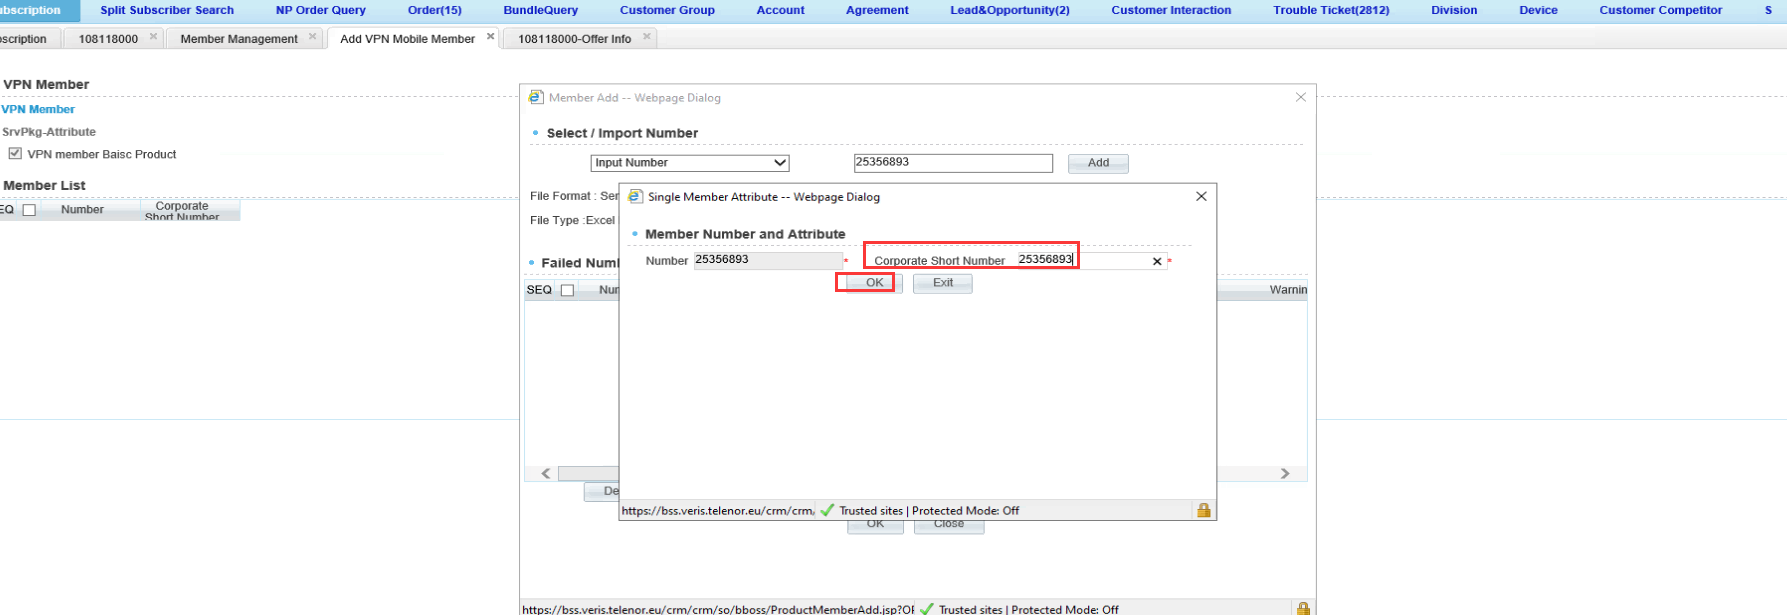 ubscription Split Subscriber Search NP Order Query Order(15) BundleQuery Customer Group Account Agreement Lead&Opportunity(2) Customer Interaction Trouble Ticket(2812) Division Device Customer Competitor S
oscription 108118000 Member Management Add VPN Mobile Member 108118000-Offer Info
VPN Member
VPN Member
SrvPkg-Attribute
VPN member Baisc Product
Member List
EQ Number Corporate Short Number
Member Add -- Webpage Dialog
Select / Import Number
Input Number 25356893 Add
File Format : Ser
File Type :Excel
Failed Num
SEQ Nun Warnin
De
OK Close
https://bss.veris.telenor.eu/crm/crm/so/bboss/ProductMemberAdd.jsp?OF Trusted sites | Protected Mode: Off
Single Member Attribute -- Webpage Dialog
Member Number and Attribute
Number 25356893 * Corporate Short Number 25356893 *
OK Exit
https://bss.veris.telenor.eu/crm/crm/ Trusted sites | Protected Mode: Off